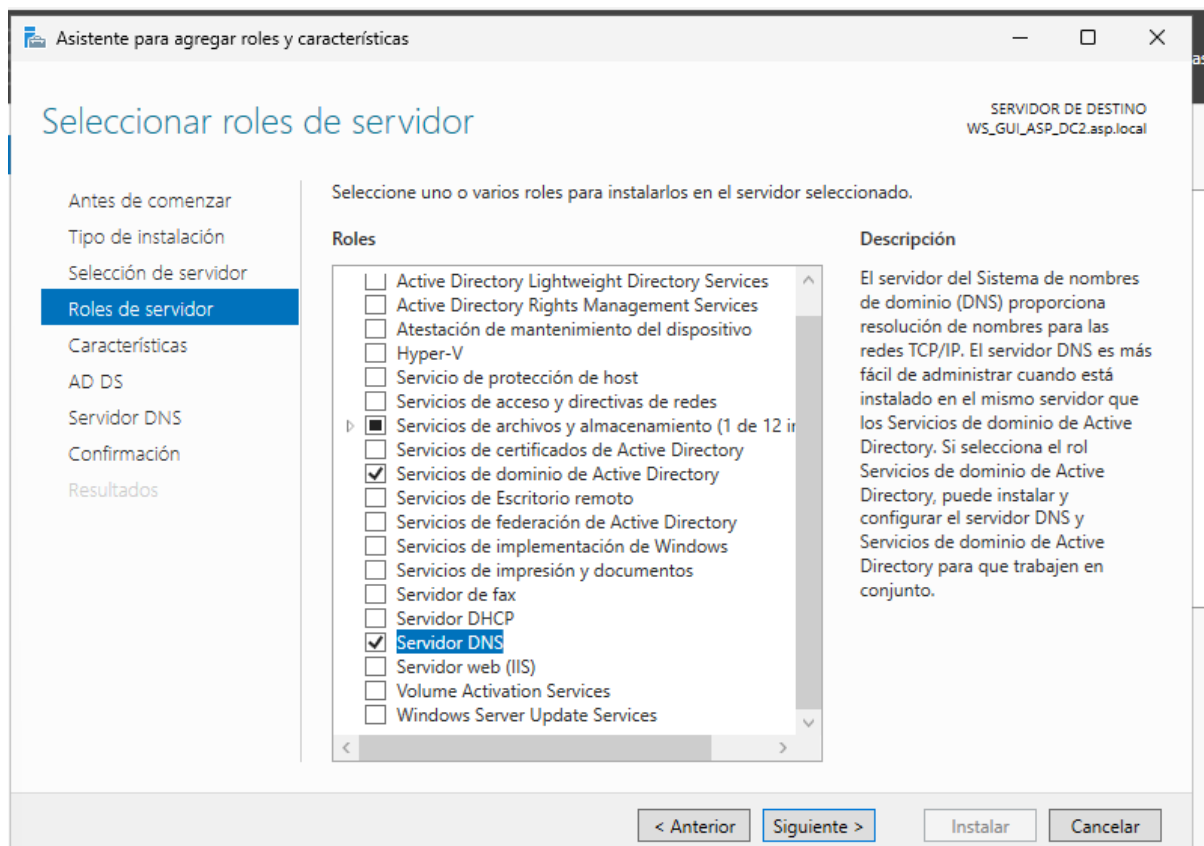 Asistente para agregar roles y características
Seleccionar roles de servidor
SERVIDOR DE DESTINO
WS_GUI_ASP_DC2.asp.local
Antes de comenzar
Tipo de instalación
Selección de servidor
Roles de servidor
Características
AD DS
Servidor DNS
Confirmación
Resultados
Seleccione uno o varios roles para instalarlos en el servidor seleccionado.
Roles
Active Directory Lightweight Directory Services
Active Directory Rights Management Services
Atestación de mantenimiento del dispositivo
Hyper-V
Servicio de protección de host
Servicios de acceso y directivas de redes
Servicios de archivos y almacenamiento (1 de 12 ir
Servicios de certificados de Active Directory
Servicios de dominio de Active Directory
Servicios de Escritorio remoto
Servicios de federación de Active Directory
Servicios de implementación de Windows
Servicios de impresión y documentos
Servidor de fax
Servidor DHCP
Servidor DNS
Servidor web (IIS)
Volume Activation Services
Windows Server Update Services
Descripción
El servidor del Sistema de nombres
de dominio (DNS) proporciona
resolución de nombres para las
redes TCP/IP. El servidor DNS es más
fácil de administrar cuando está
instalado en el mismo servidor que
los Servicios de dominio de Active
Directory. Si selecciona el rol
Servicios de dominio de Active
Directory, puede instalar y
configurar el servidor DNS y
Servicios de dominio de Active
Directory para que trabajen en
conjunto.
< Anterior
Siguiente >
Instalar
Cancelar